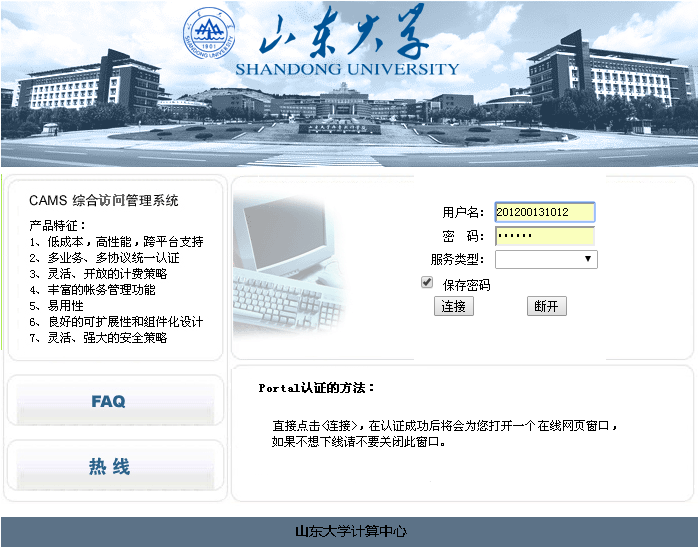 山东大学
SHANDONG UNIVERSITY
1901
CAMS 综合访问管理系统
产品特征：
1、低成本，高性能，跨平台支持
2、多业务、多协议统一认证
3、灵活、开放的计费策略
4、丰富的帐务管理功能
5、易用性
6、良好的可扩展性和组件化设计
7、灵活、强大的安全策略
FAQ
热 线
用户名： 201200131012
密 码： ••••••
服务类型：
保存密码
连接 断开
Portal认证的方法：
直接点击<连接>，在认证成功后将会为您打开一个在线网页窗口，
如果不想下线请不要关闭此窗口。
山东大学计算中心